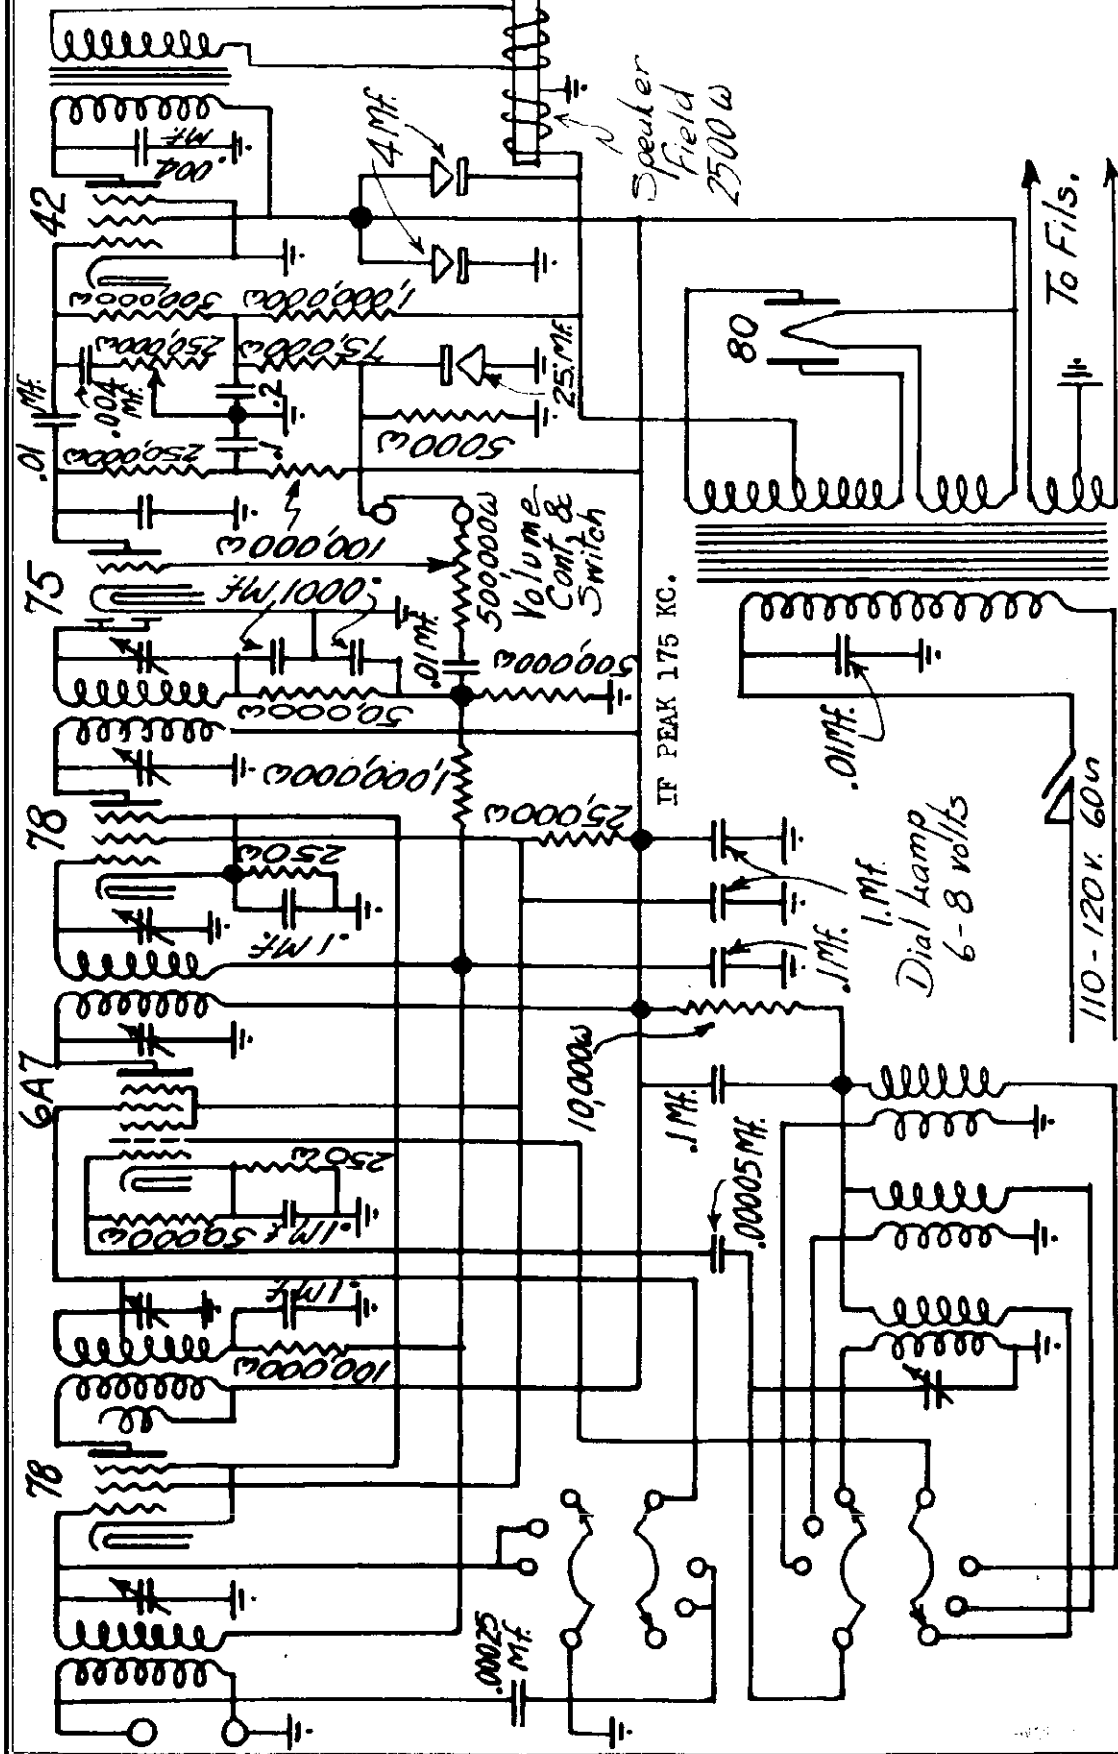 78
6A7
78
75
.01 Mf.
42
.004
Mf.
250,000ω
.004
Mf.
500,000ω
250,000ω
100,000ω
.1 Mf.
50,000ω
.1 Mf.
250ω
.1 Mf.
250ω
1,000,000ω
50,000ω
.0001 Mf.
100,000ω
.1
.2
75,000ω
1,000,000ω
4 Mf.
.00025
Mf.
.01 Mf.
500,000ω
Volume
Cont &
Switch
5000ω
25. Mf.
500,000ω
25,000ω
10,000ω
Speaker
Field
2500 ω
IF PEAK 175 KC.
.1 Mf.
.00005 Mf.
.1 Mf.
1. Mf.
.01 Mf.
80
Dial Lamp
6-8 volts
To Fils.
110-120 v. 60~